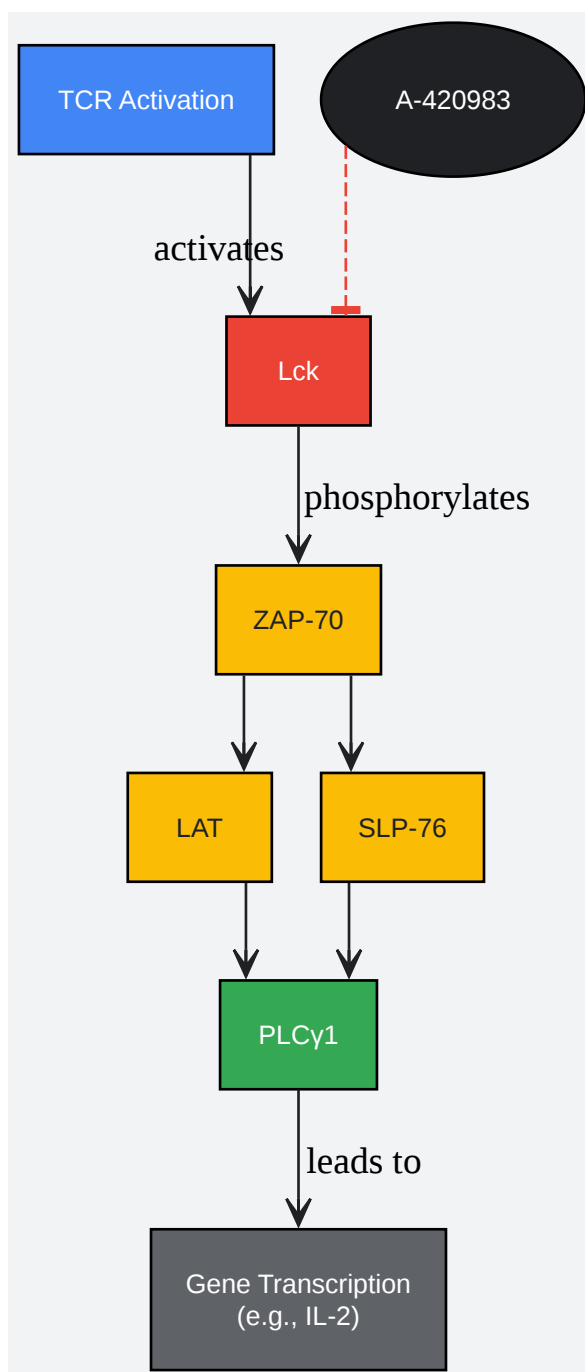 TCR Activation
A-420983
activates
Lck
phosphorylates
ZAP-70
LAT
SLP-76
PLCγ1
leads to
Gene Transcription
(e.g., IL-2)